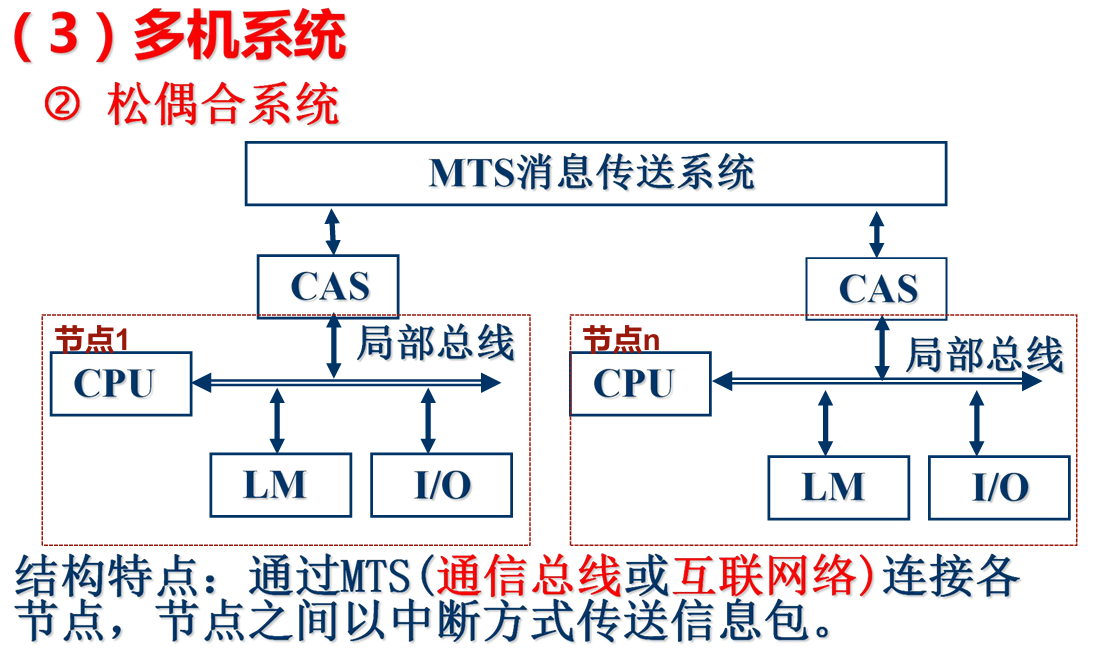 （3）多机系统
② 松偶合系统
MTS消息传送系统
CAS
CAS
节点1
局部总线
节点n
局部总线
CPU
CPU
LM
I/O
LM
I/O
结构特点：通过MTS(通信总线或互联网络)连接各
节点，节点之间以中断方式传送信息包。